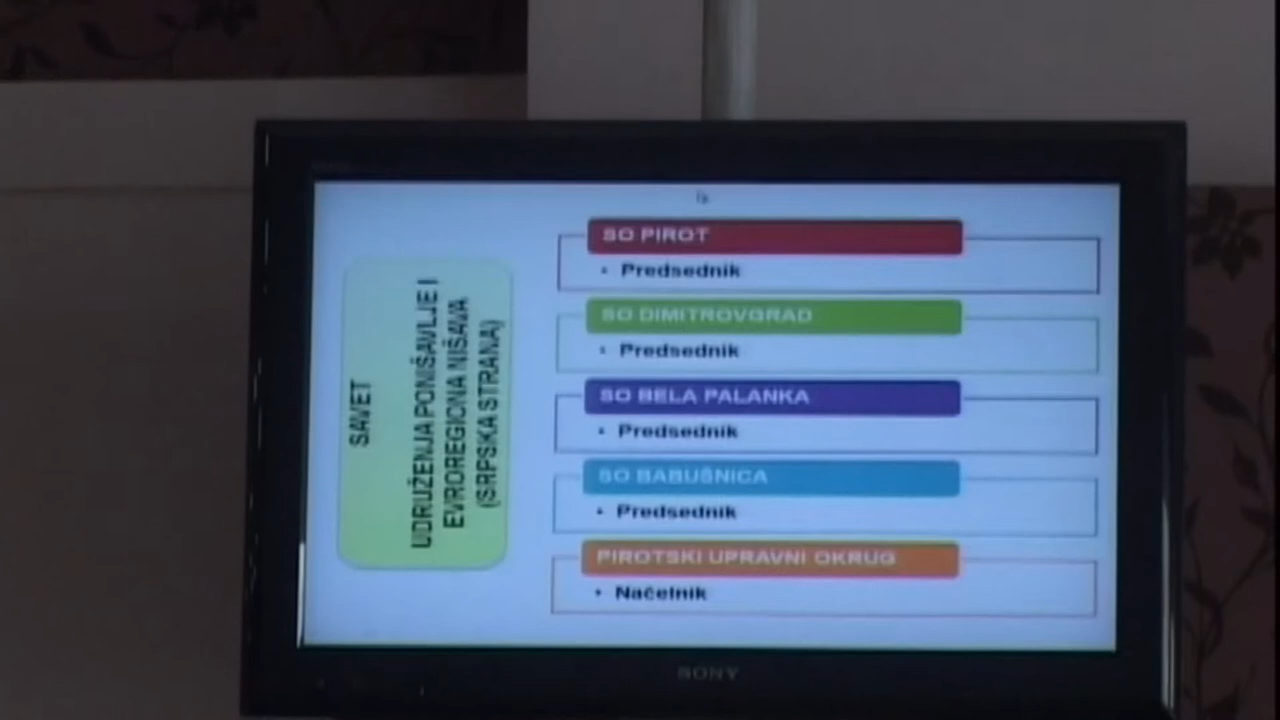 SAVET
UDRUŽENJA PONIŠAVLJE I
EVROREGIONA NIŠAVA
(SRPSKA STRANA)
SO PIROT
• Predsednik
SO DIMITROVGRAD
• Predsednik
SO BELA PALANKA
• Predsednik
SO BABUŠNICA
• Predsednik
PIROTSKI UPRAVNI OKRUG
• Načelnik
SONY